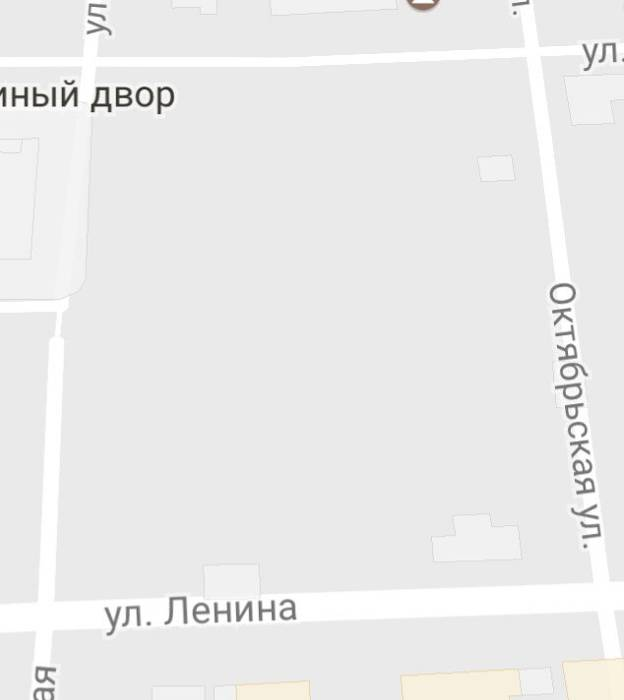 ул
ул.
иный двор
Октябрьская ул.
ул. Ленина
ая